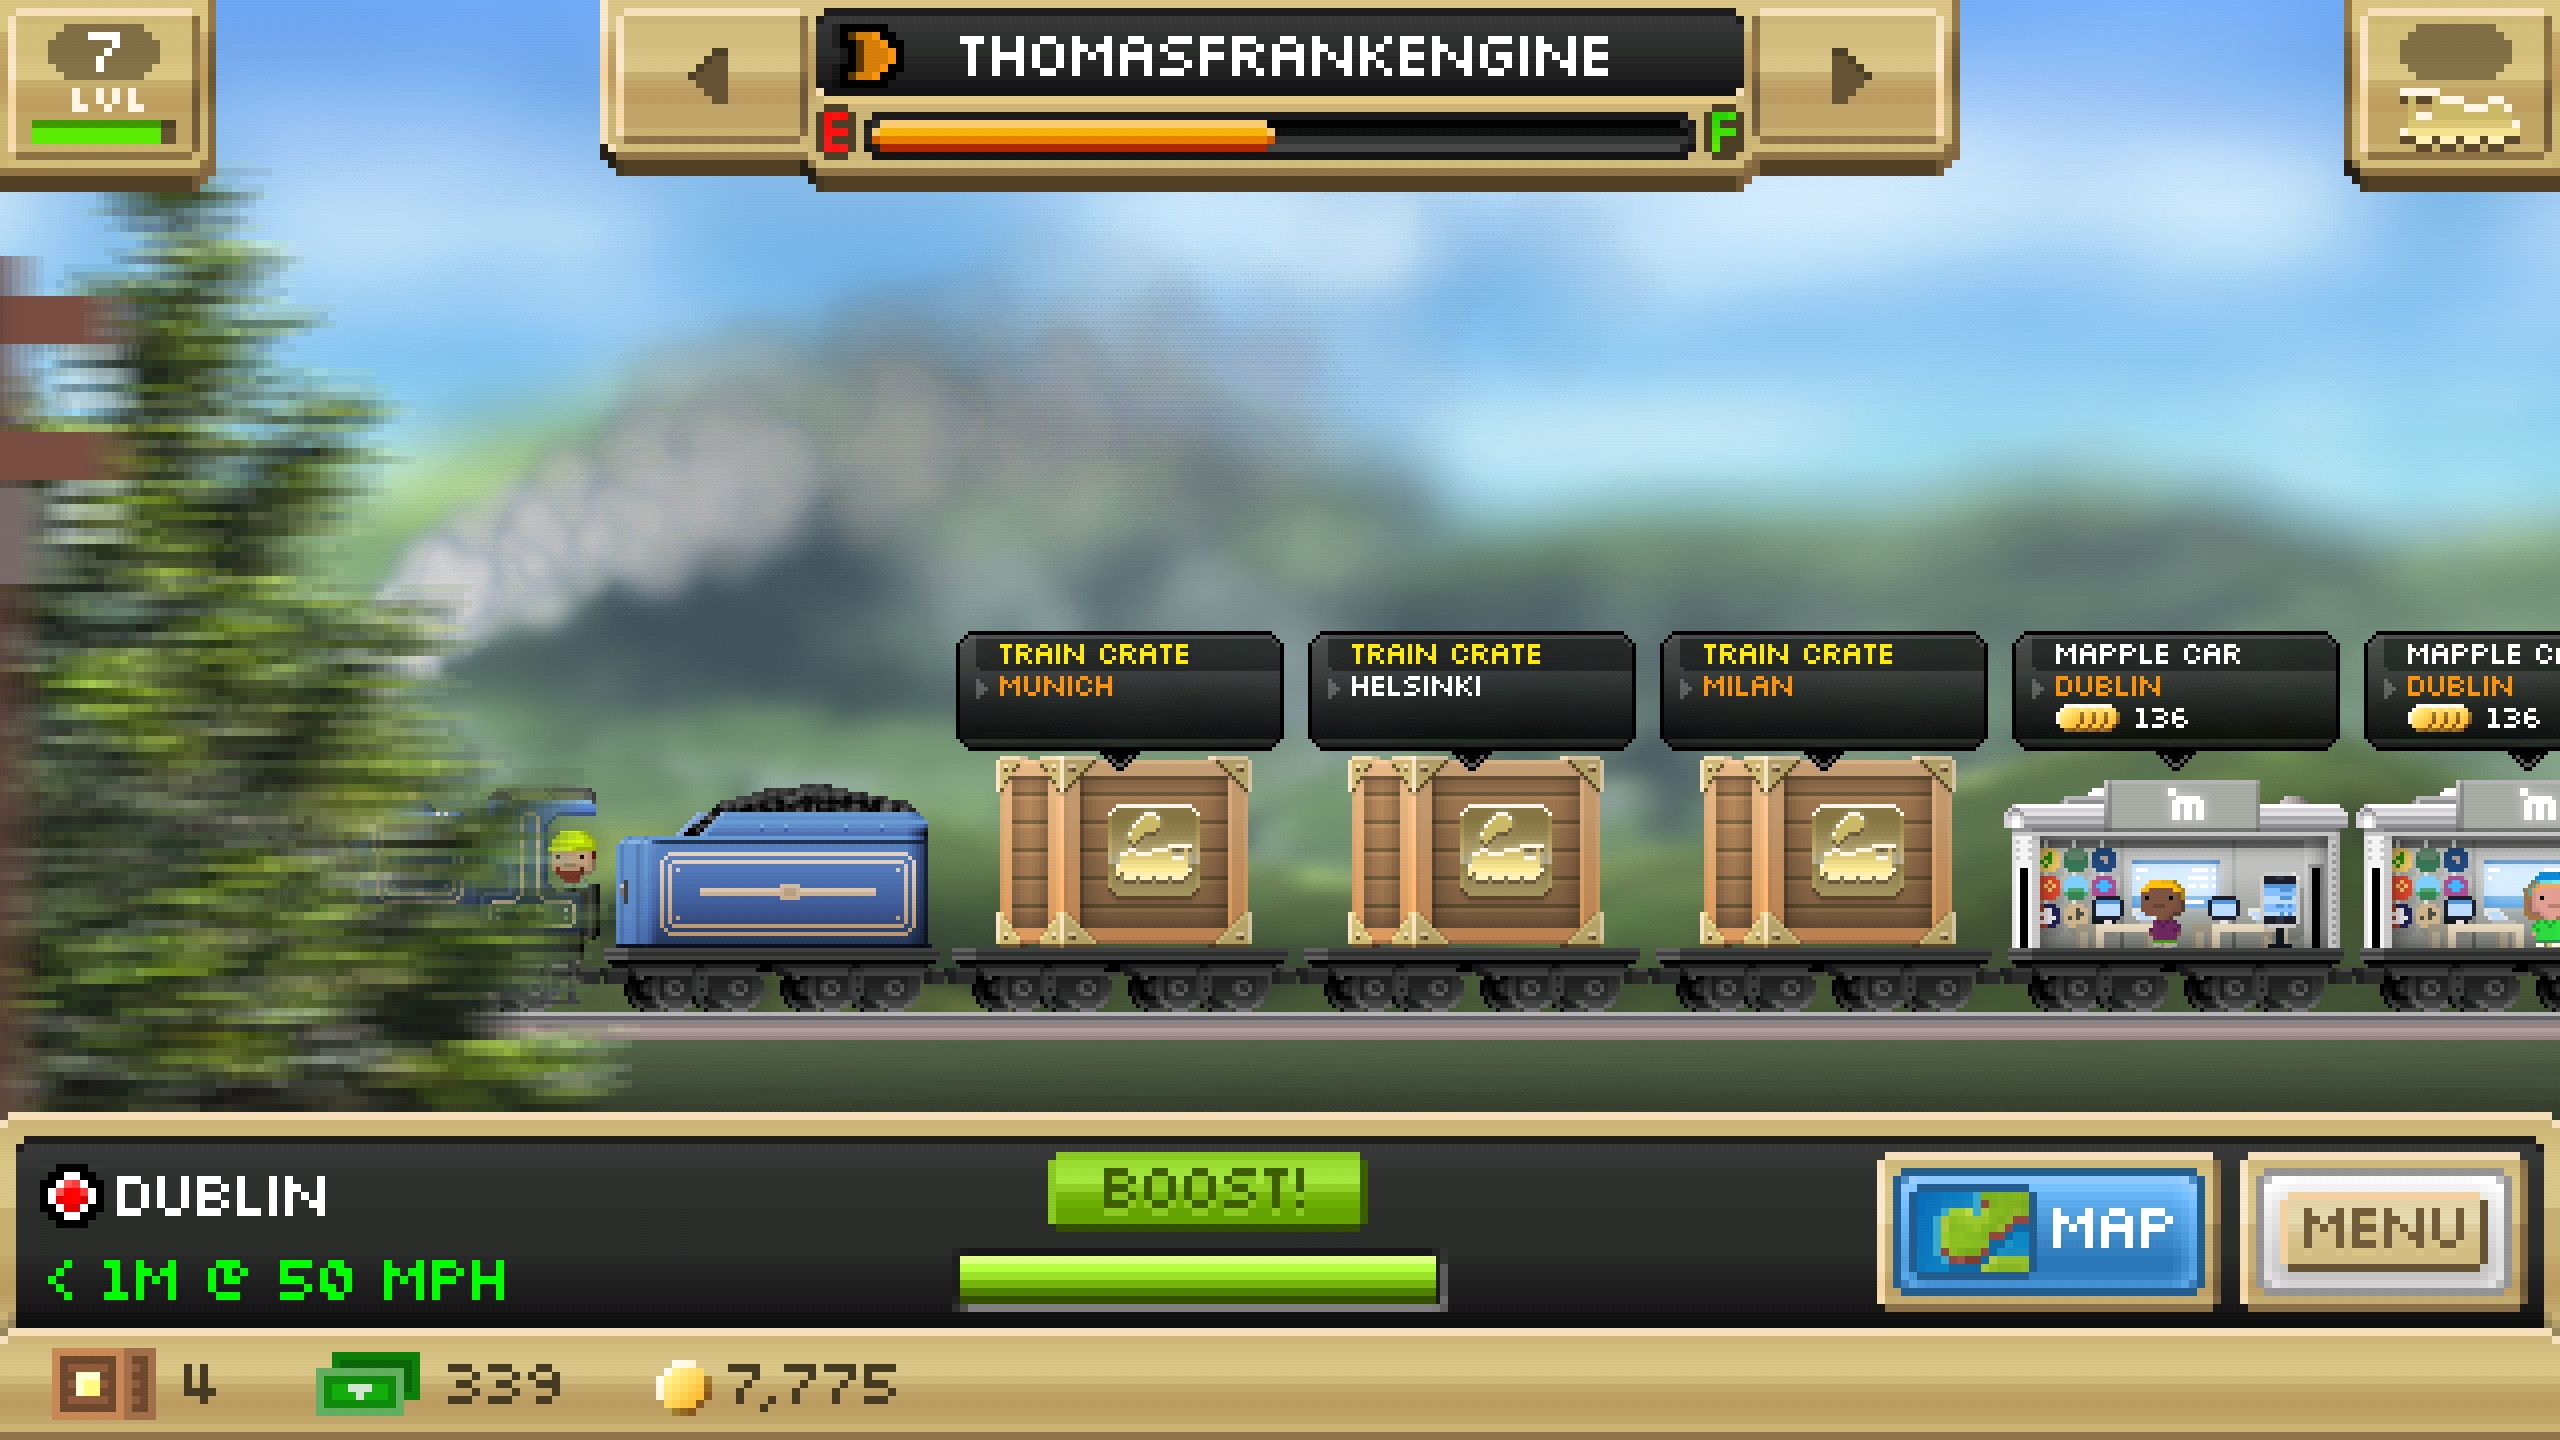 7
LVL
THOMASFRANKENGINE
E F
TRAIN CRATE
MUNICH
TRAIN CRATE
HELSINKI
TRAIN CRATE
MILAN
MAPPLE CAR
DUBLIN
136
MAPPLE
DUBLIN
136
m
m
DUBLIN
< 1M @ 50 MPH
BOOST!
MAP
MENU
4
339
7,775